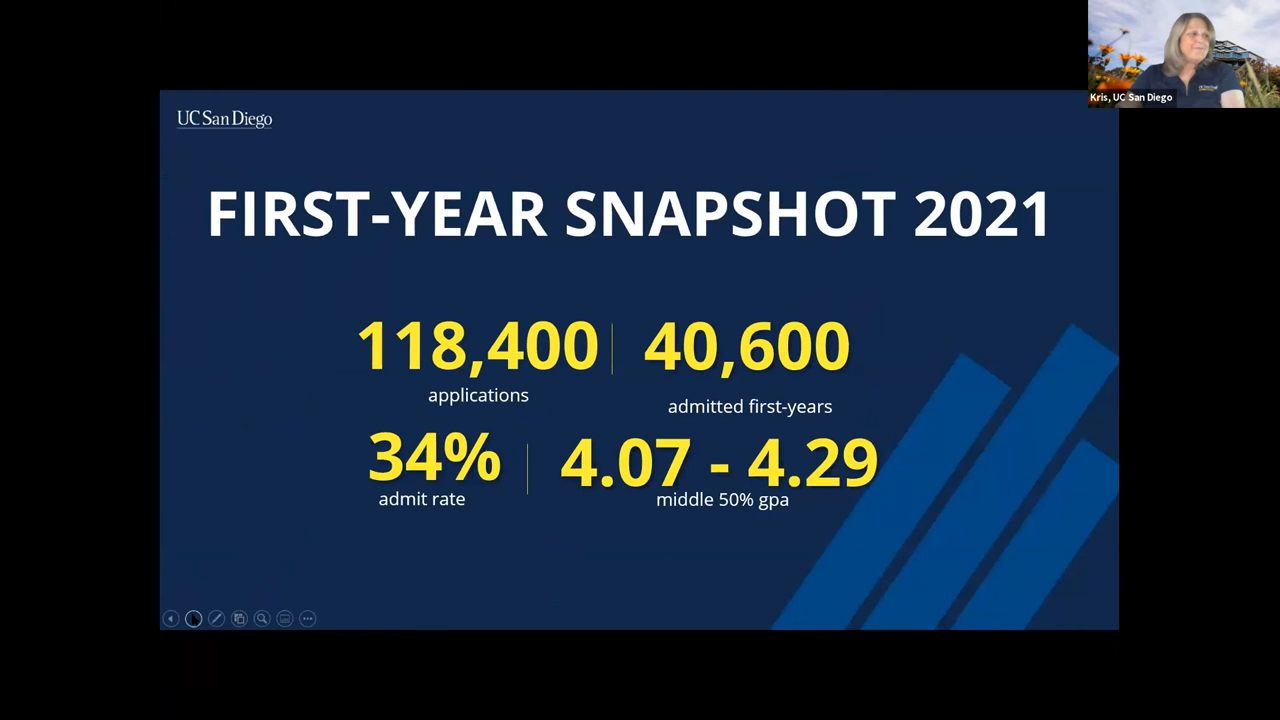 Kris, UC San Diego
UC San Diego
FIRST-YEAR SNAPSHOT 2021
118,400
applications
40,600
admitted first-years
34%
admit rate
4.07 - 4.29
middle 50% gpa